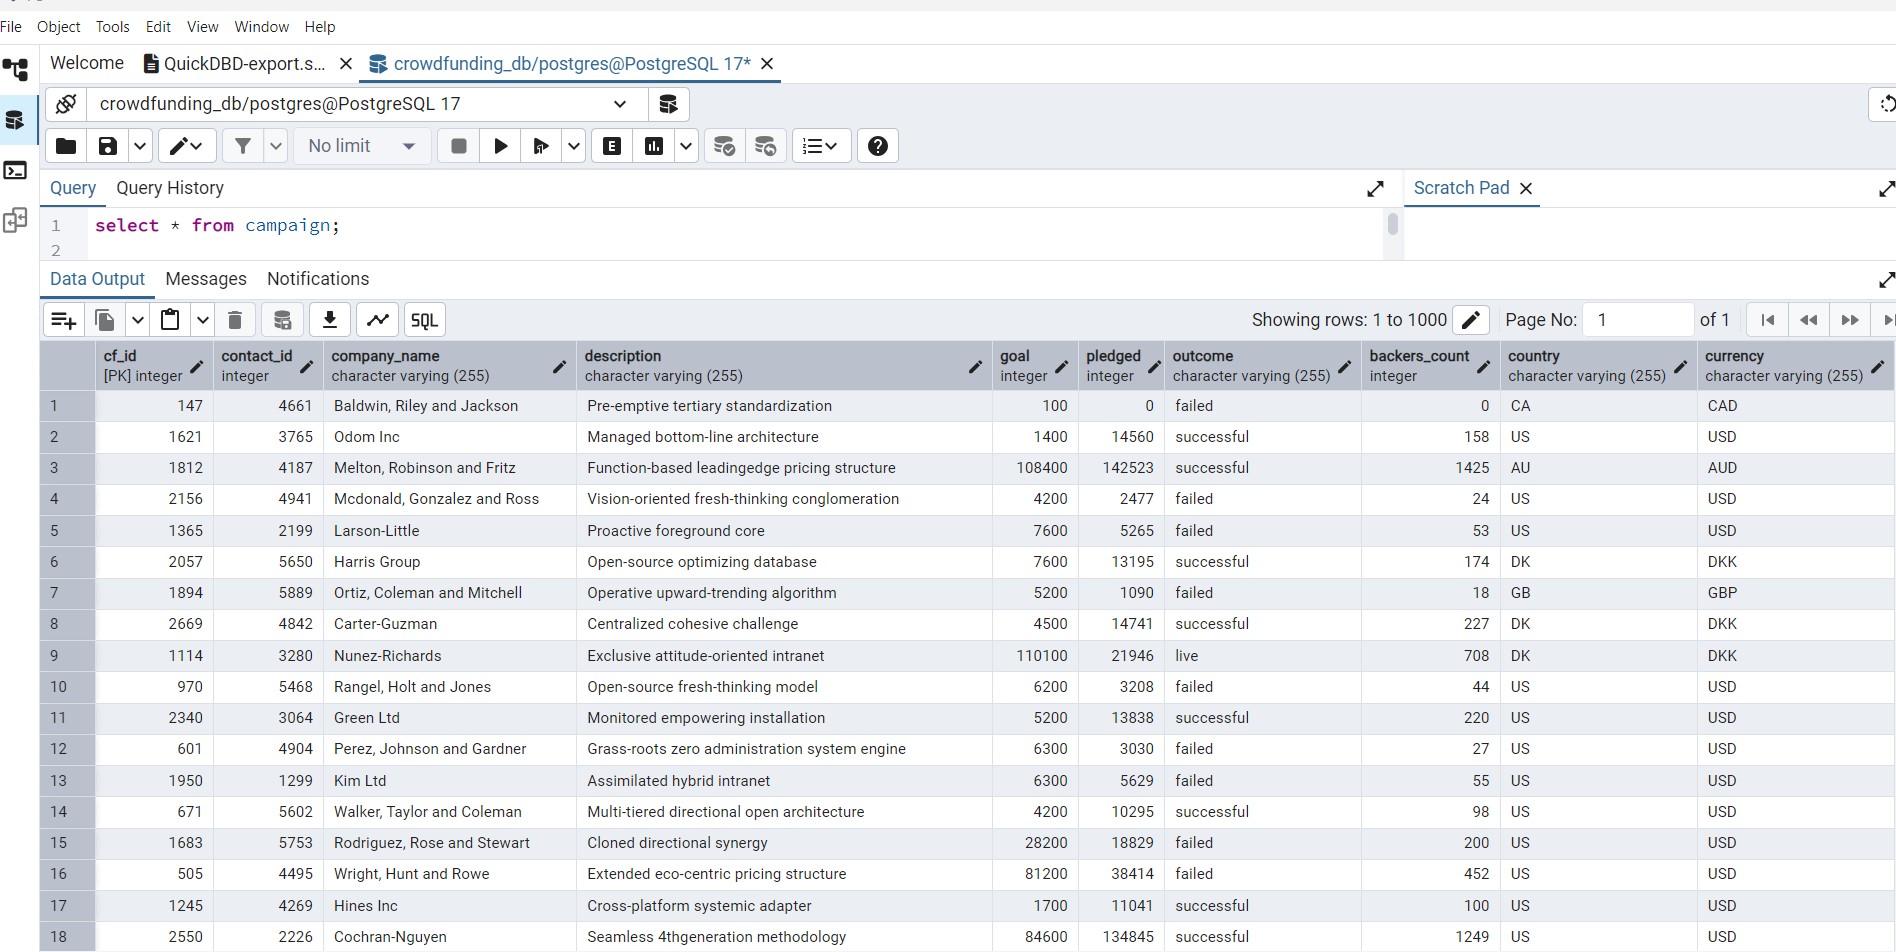 File Object Tools Edit View Window Help
Welcome QuickDBD-export.s... crowdfunding_db/postgres@PostgreSQL 17*
crowdfunding_db/postgres@PostgreSQL 17
No limit E
Query Query History Scratch Pad
1 select * from campaign;
2
Data Output Messages Notifications
SQL Showing rows: 1 to 1000 Page No: 1 of 1
cf_id contact_id company_name description goal pledged outcome backers_count country currency
[PK] integer integer character varying (255) character varying (255) integer integer character varying (255) integer character varying (255) character varying (255)
1 147 4661 Baldwin, Riley and Jackson Pre-emptive tertiary standardization 100 0 failed 0 CA CAD
2 1621 3765 Odom Inc Managed bottom-line architecture 1400 14560 successful 158 US USD
3 1812 4187 Melton, Robinson and Fritz Function-based leadingedge pricing structure 108400 142523 successful 1425 AU AUD
4 2156 4941 Mcdonald, Gonzalez and Ross Vision-oriented fresh-thinking conglomeration 4200 2477 failed 24 US USD
5 1365 2199 Larson-Little Proactive foreground core 7600 5265 failed 53 US USD
6 2057 5650 Harris Group Open-source optimizing database 7600 13195 successful 174 DK DKK
7 1894 5889 Ortiz, Coleman and Mitchell Operative upward-trending algorithm 5200 1090 failed 18 GB GBP
8 2669 4842 Carter-Guzman Centralized cohesive challenge 4500 14741 successful 227 DK DKK
9 1114 3280 Nunez-Richards Exclusive attitude-oriented intranet 110100 21946 live 708 DK DKK
10 970 5468 Rangel, Holt and Jones Open-source fresh-thinking model 6200 3208 failed 44 US USD
11 2340 3064 Green Ltd Monitored empowering installation 5200 13838 successful 220 US USD
12 601 4904 Perez, Johnson and Gardner Grass-roots zero administration system engine 6300 3030 failed 27 US USD
13 1950 1299 Kim Ltd Assimilated hybrid intranet 6300 5629 failed 55 US USD
14 671 5602 Walker, Taylor and Coleman Multi-tiered directional open architecture 4200 10295 successful 98 US USD
15 1683 5753 Rodriguez, Rose and Stewart Cloned directional synergy 28200 18829 failed 200 US USD
16 505 4495 Wright, Hunt and Rowe Extended eco-centric pricing structure 81200 38414 failed 452 US USD
17 1245 4269 Hines Inc Cross-platform systemic adapter 1700 11041 successful 100 US USD
18 2550 2226 Cochran-Nguyen Seamless 4thgeneration methodology 84600 134845 successful 1249 US USD